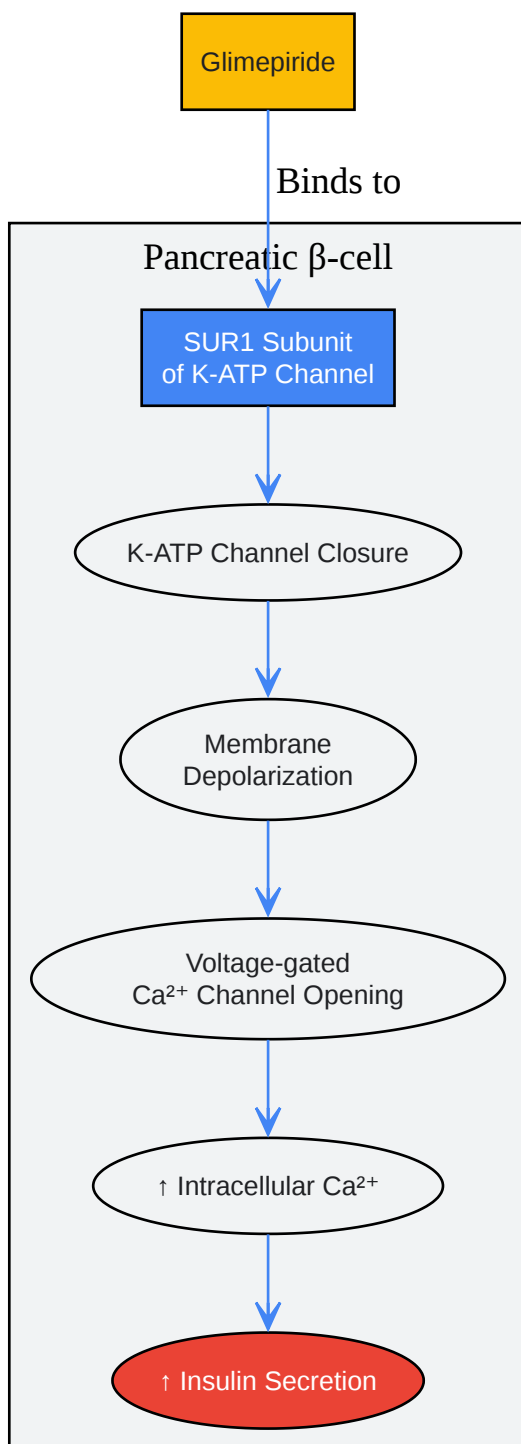 Glimepiride
Binds to
Pancreatic β-cell
SUR1 Subunit
of K-ATP Channel
K-ATP Channel Closure
Membrane
Depolarization
Voltage-gated
Ca²⁺ Channel Opening
↑ Intracellular Ca²⁺
↑ Insulin Secretion